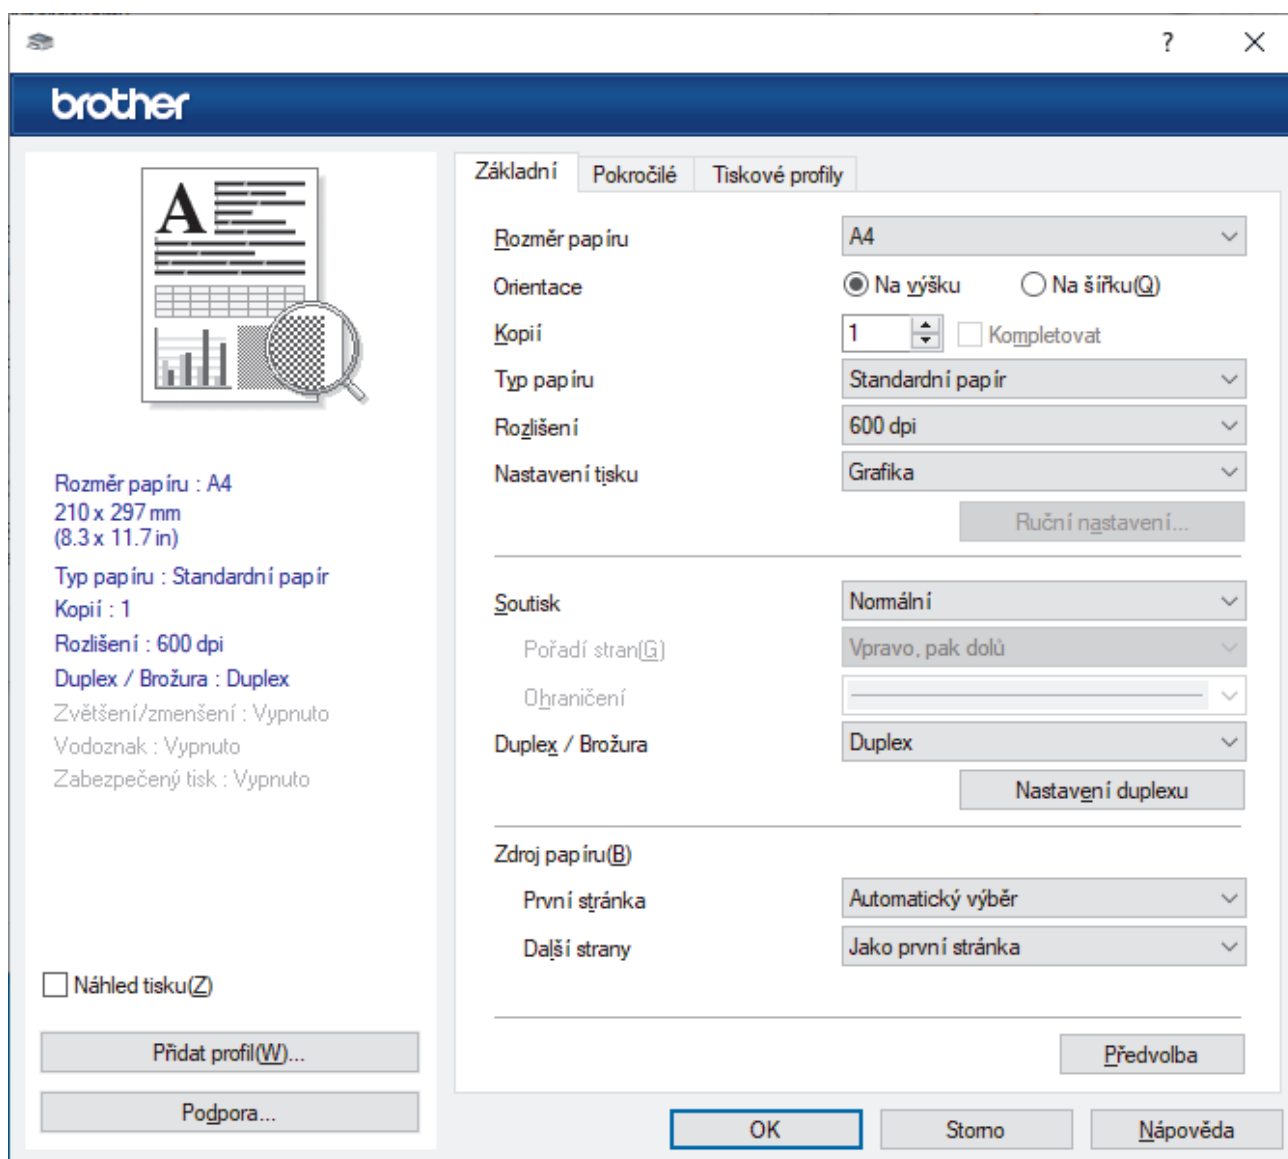 ?
brother
A
Rozměr papíru : A4
210 x 297 mm
(8.3 x 11.7 in)
Typ papíru : Standardní papír
Kopií : 1
Rozlišení : 600 dpi
Duplex / Brožura : Duplex
Zvětšení/zmenšení : Vypnuto
Vodoznak : Vypnuto
Zabezpečený tisk : Vypnuto
Náhled tisku(Z)
Přidat profil(W)...
Podpora...
Základní Pokročilé Tiskové profily
Rozměr papíru A4
Orientace Na výšku Na šířku(Q)
Kopií 1 Kompletovat
Typ papíru Standardní papír
Rozlišení 600 dpi
Nastavení tisku Grafika
Ruční nastavení...
Soutisk Normální
Pořadí stran(G) Vpravo, pak dolů
Ohraničení
Duplex / Brožura Duplex
Nastavení duplexu
Zdroj papíru(B)
První stránka Automatický výběr
Další strany Jako první stránka
Předvolba
OK Storno Nápověda